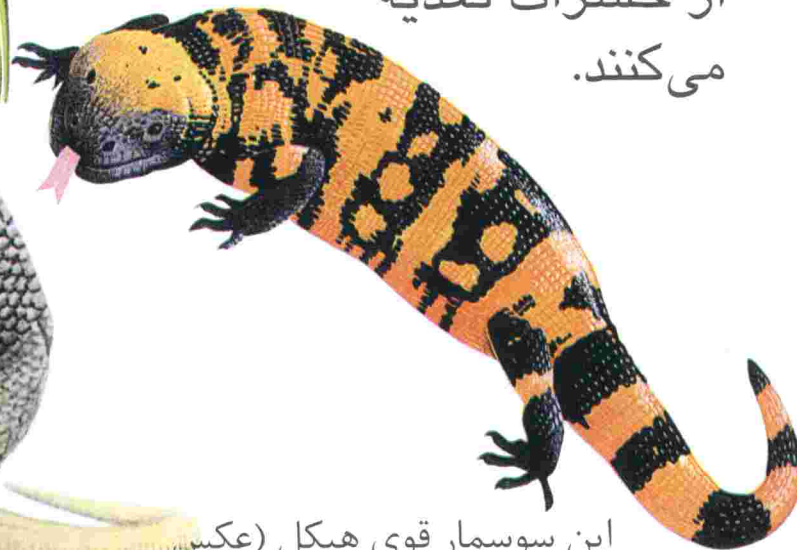 از حشرات تغذیه
می‌کنند.
این سوسمار قوی هیکل (عکس